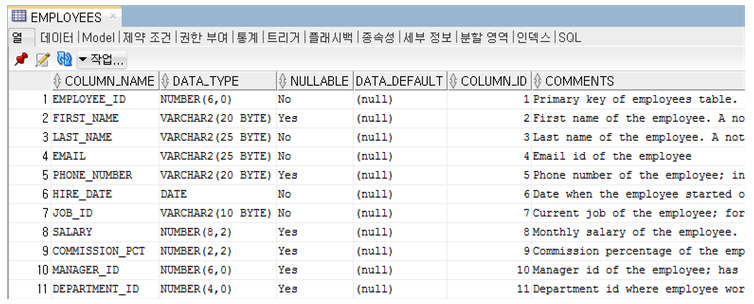 EMPLOYEES
열 데이터 | Model | 제약 조건 | 권한 부여 | 통계 | 트리거 | 플래시백 | 종속성 | 세부 정보 | 분할 영역 | 인덱스 | SQL
작업...
COLUMN_NAME DATA_TYPE NULLABLE DATA_DEFAULT COLUMN_ID COMMENTS
1 EMPLOYEE_ID NUMBER(6,0) No (null) 1 Primary key of employees table.
2 FIRST_NAME VARCHAR2(20 BYTE) Yes (null) 2 First name of the employee. A no
3 LAST_NAME VARCHAR2(25 BYTE) No (null) 3 Last name of the employee. A not
4 EMAIL VARCHAR2(25 BYTE) No (null) 4 Email id of the employee
5 PHONE_NUMBER VARCHAR2(20 BYTE) Yes (null) 5 Phone number of the employee; in
6 HIRE_DATE DATE No (null) 6 Date when the employee started o
7 JOB_ID VARCHAR2(10 BYTE) No (null) 7 Current job of the employee; for
8 SALARY NUMBER(8,2) Yes (null) 8 Monthly salary of the employee.
9 COMMISSION_PCT NUMBER(2,2) Yes (null) 9 Commission percentage of the emp
10 MANAGER_ID NUMBER(6,0) Yes (null) 10 Manager id of the employee; has
11 DEPARTMENT_ID NUMBER(4,0) Yes (null) 11 Department id where employee wor